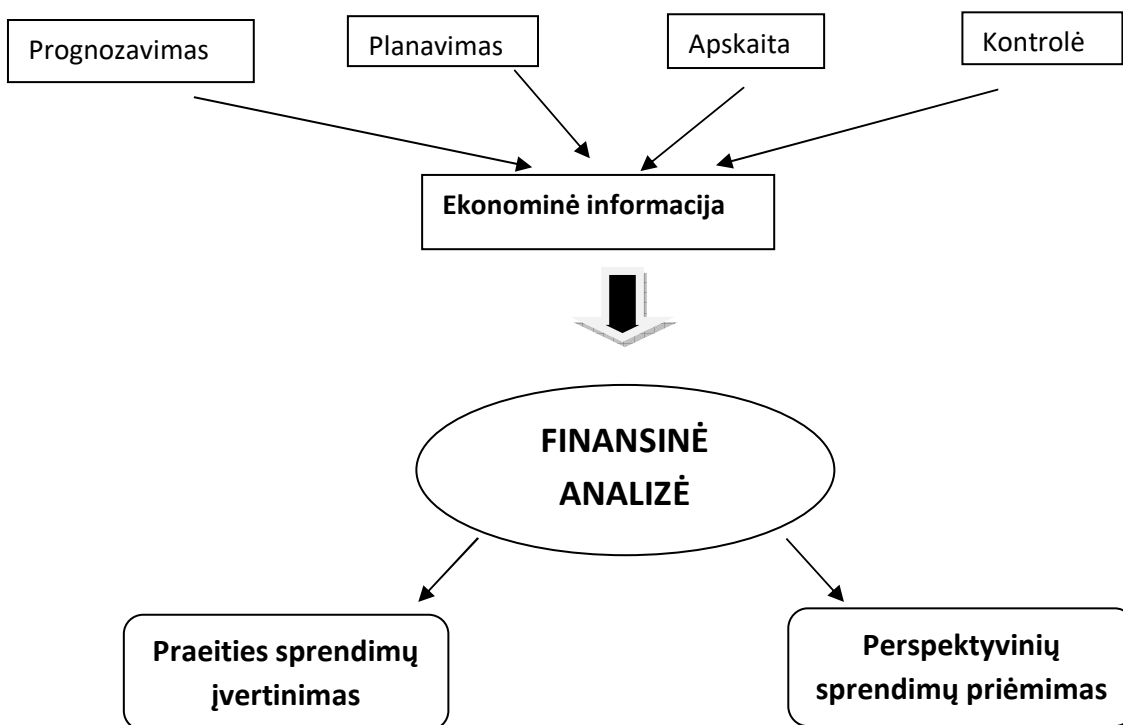 Prognozavimas
Planavimas
Apskaita
Kontrolė
Ekonominė informacija
FINANSINĖ
ANALIZĖ
Praeities sprendimų
įvertinimas
Perspektyvinių
sprendimų priėmimas